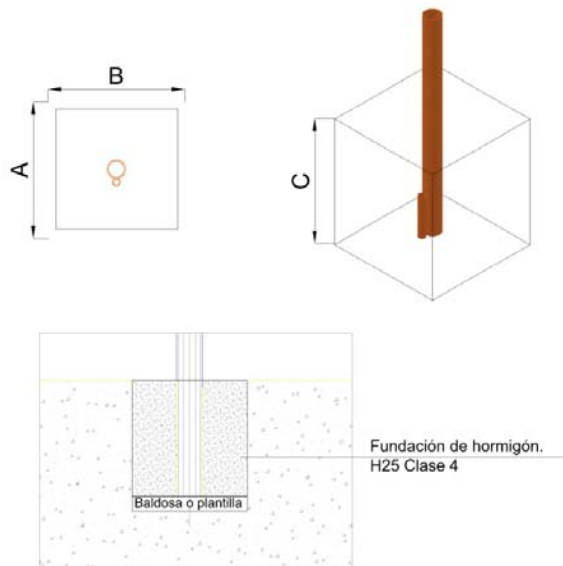 B
A
C
Fundación de hormigón.
H25 Clase 4
Baldosa o plantilla